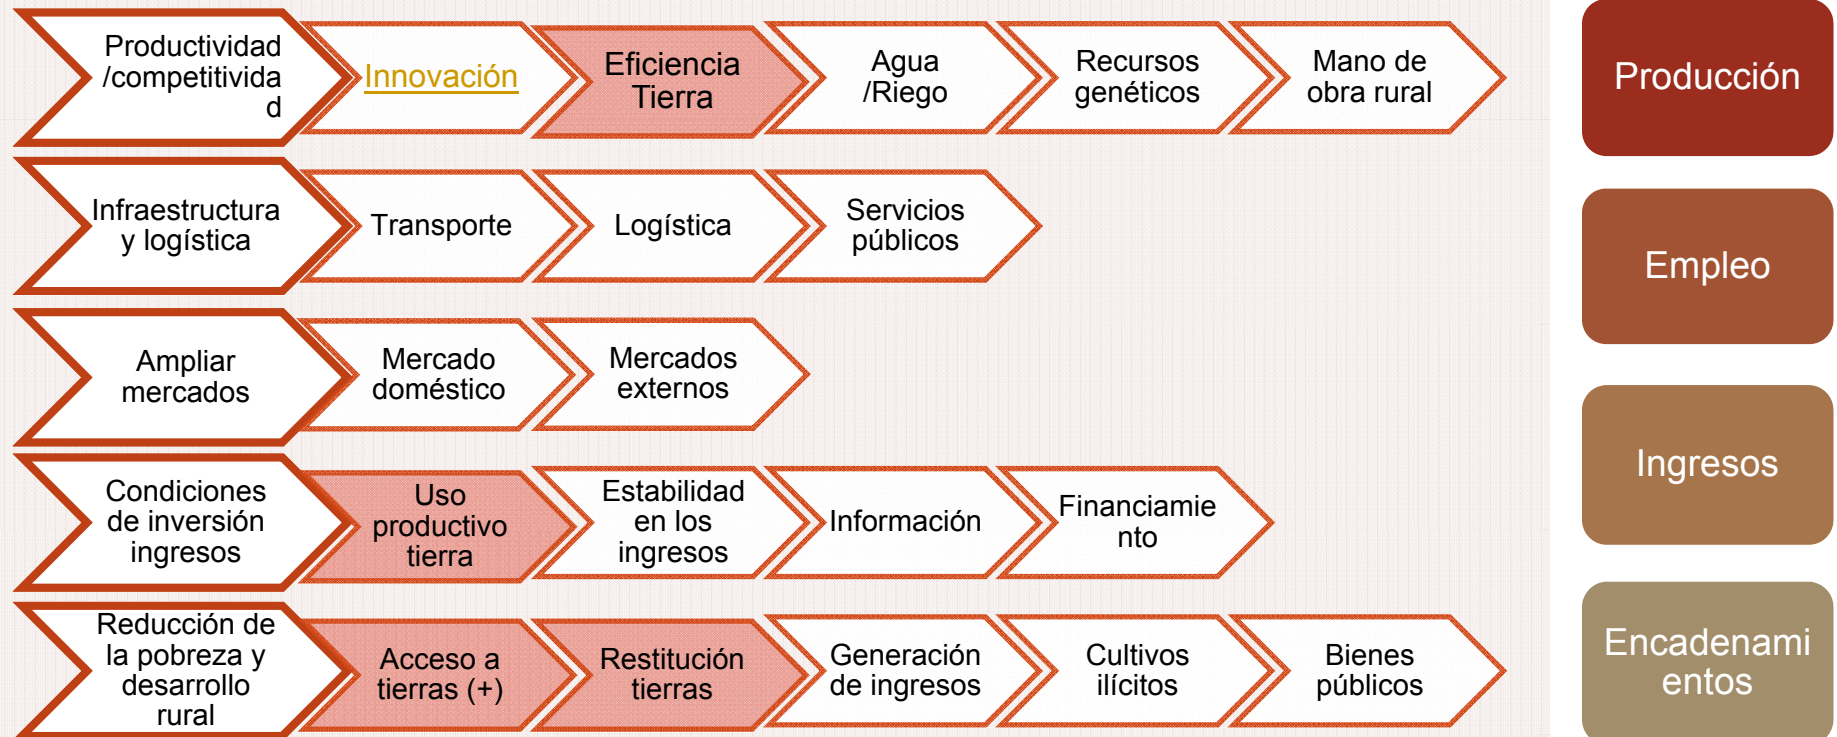 Productividad
/competitivida
d
Innovación
Eficiencia
Tierra
Agua
/Riego
Recursos
genéticos
Mano de
obra rural
Infraestructura
y logística
Transporte
Logística
Servicios
públicos
Ampliar
mercados
Mercado
doméstico
Mercados
externos
Condiciones
de inversión
ingresos
Uso
productivo
tierra
Estabilidad
en los
ingresos
Información
Financiamie
nto
Reducción de
la pobreza y
desarrollo
rural
Acceso a
tierras (+)
Restitución
tierras
Generación
de ingresos
Cultivos
ilícitos
Bienes
públicos
Producción
Empleo
Ingresos
Encadenami
entos